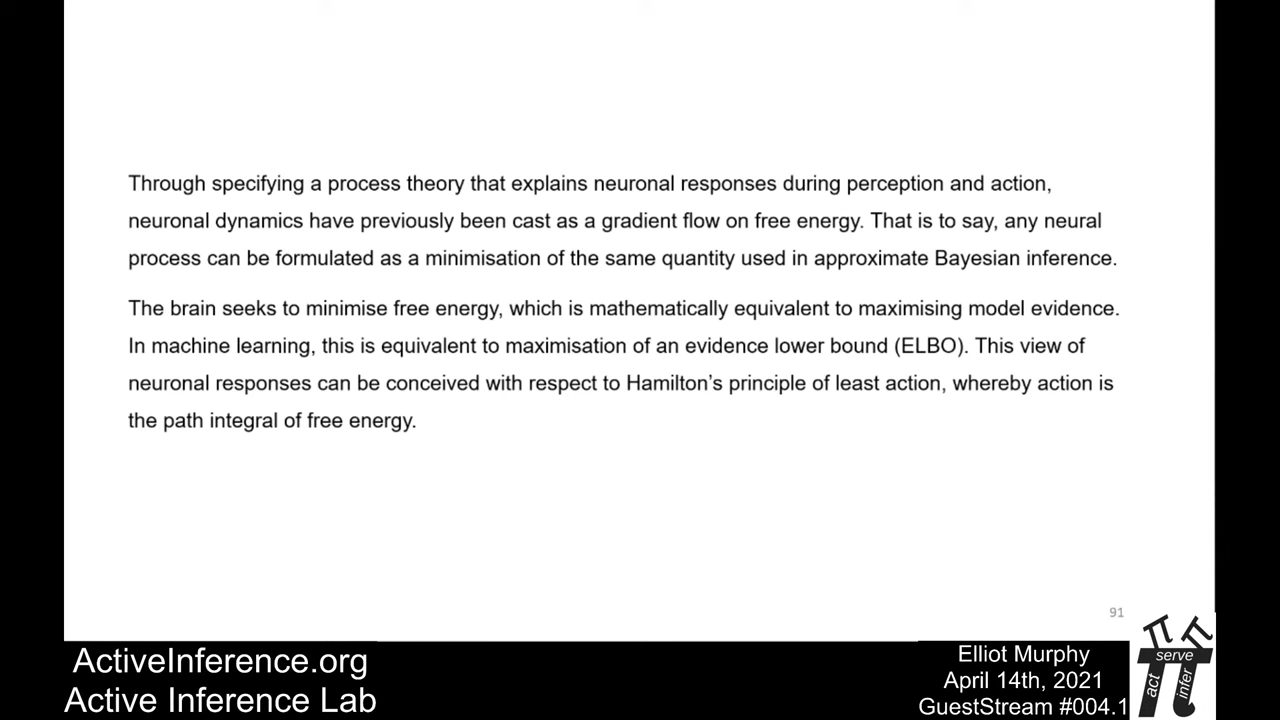 Through specifying a process theory that explains neuronal responses during perception and action,
neuronal dynamics have previously been cast as a gradient flow on free energy. That is to say, any neural
process can be formulated as a minimisation of the same quantity used in approximate Bayesian inference.
The brain seeks to minimise free energy, which is mathematically equivalent to maximising model evidence.
In machine learning, this is equivalent to maximisation of an evidence lower bound (ELBO). This view of
neuronal responses can be conceived with respect to Hamilton's principle of least action, whereby action is
the path integral of free energy.
91
ActiveInference.org
Active Inference Lab
Elliot Murphy
April 14th, 2021
GuestStream #004.1
π π
serve
act
infer